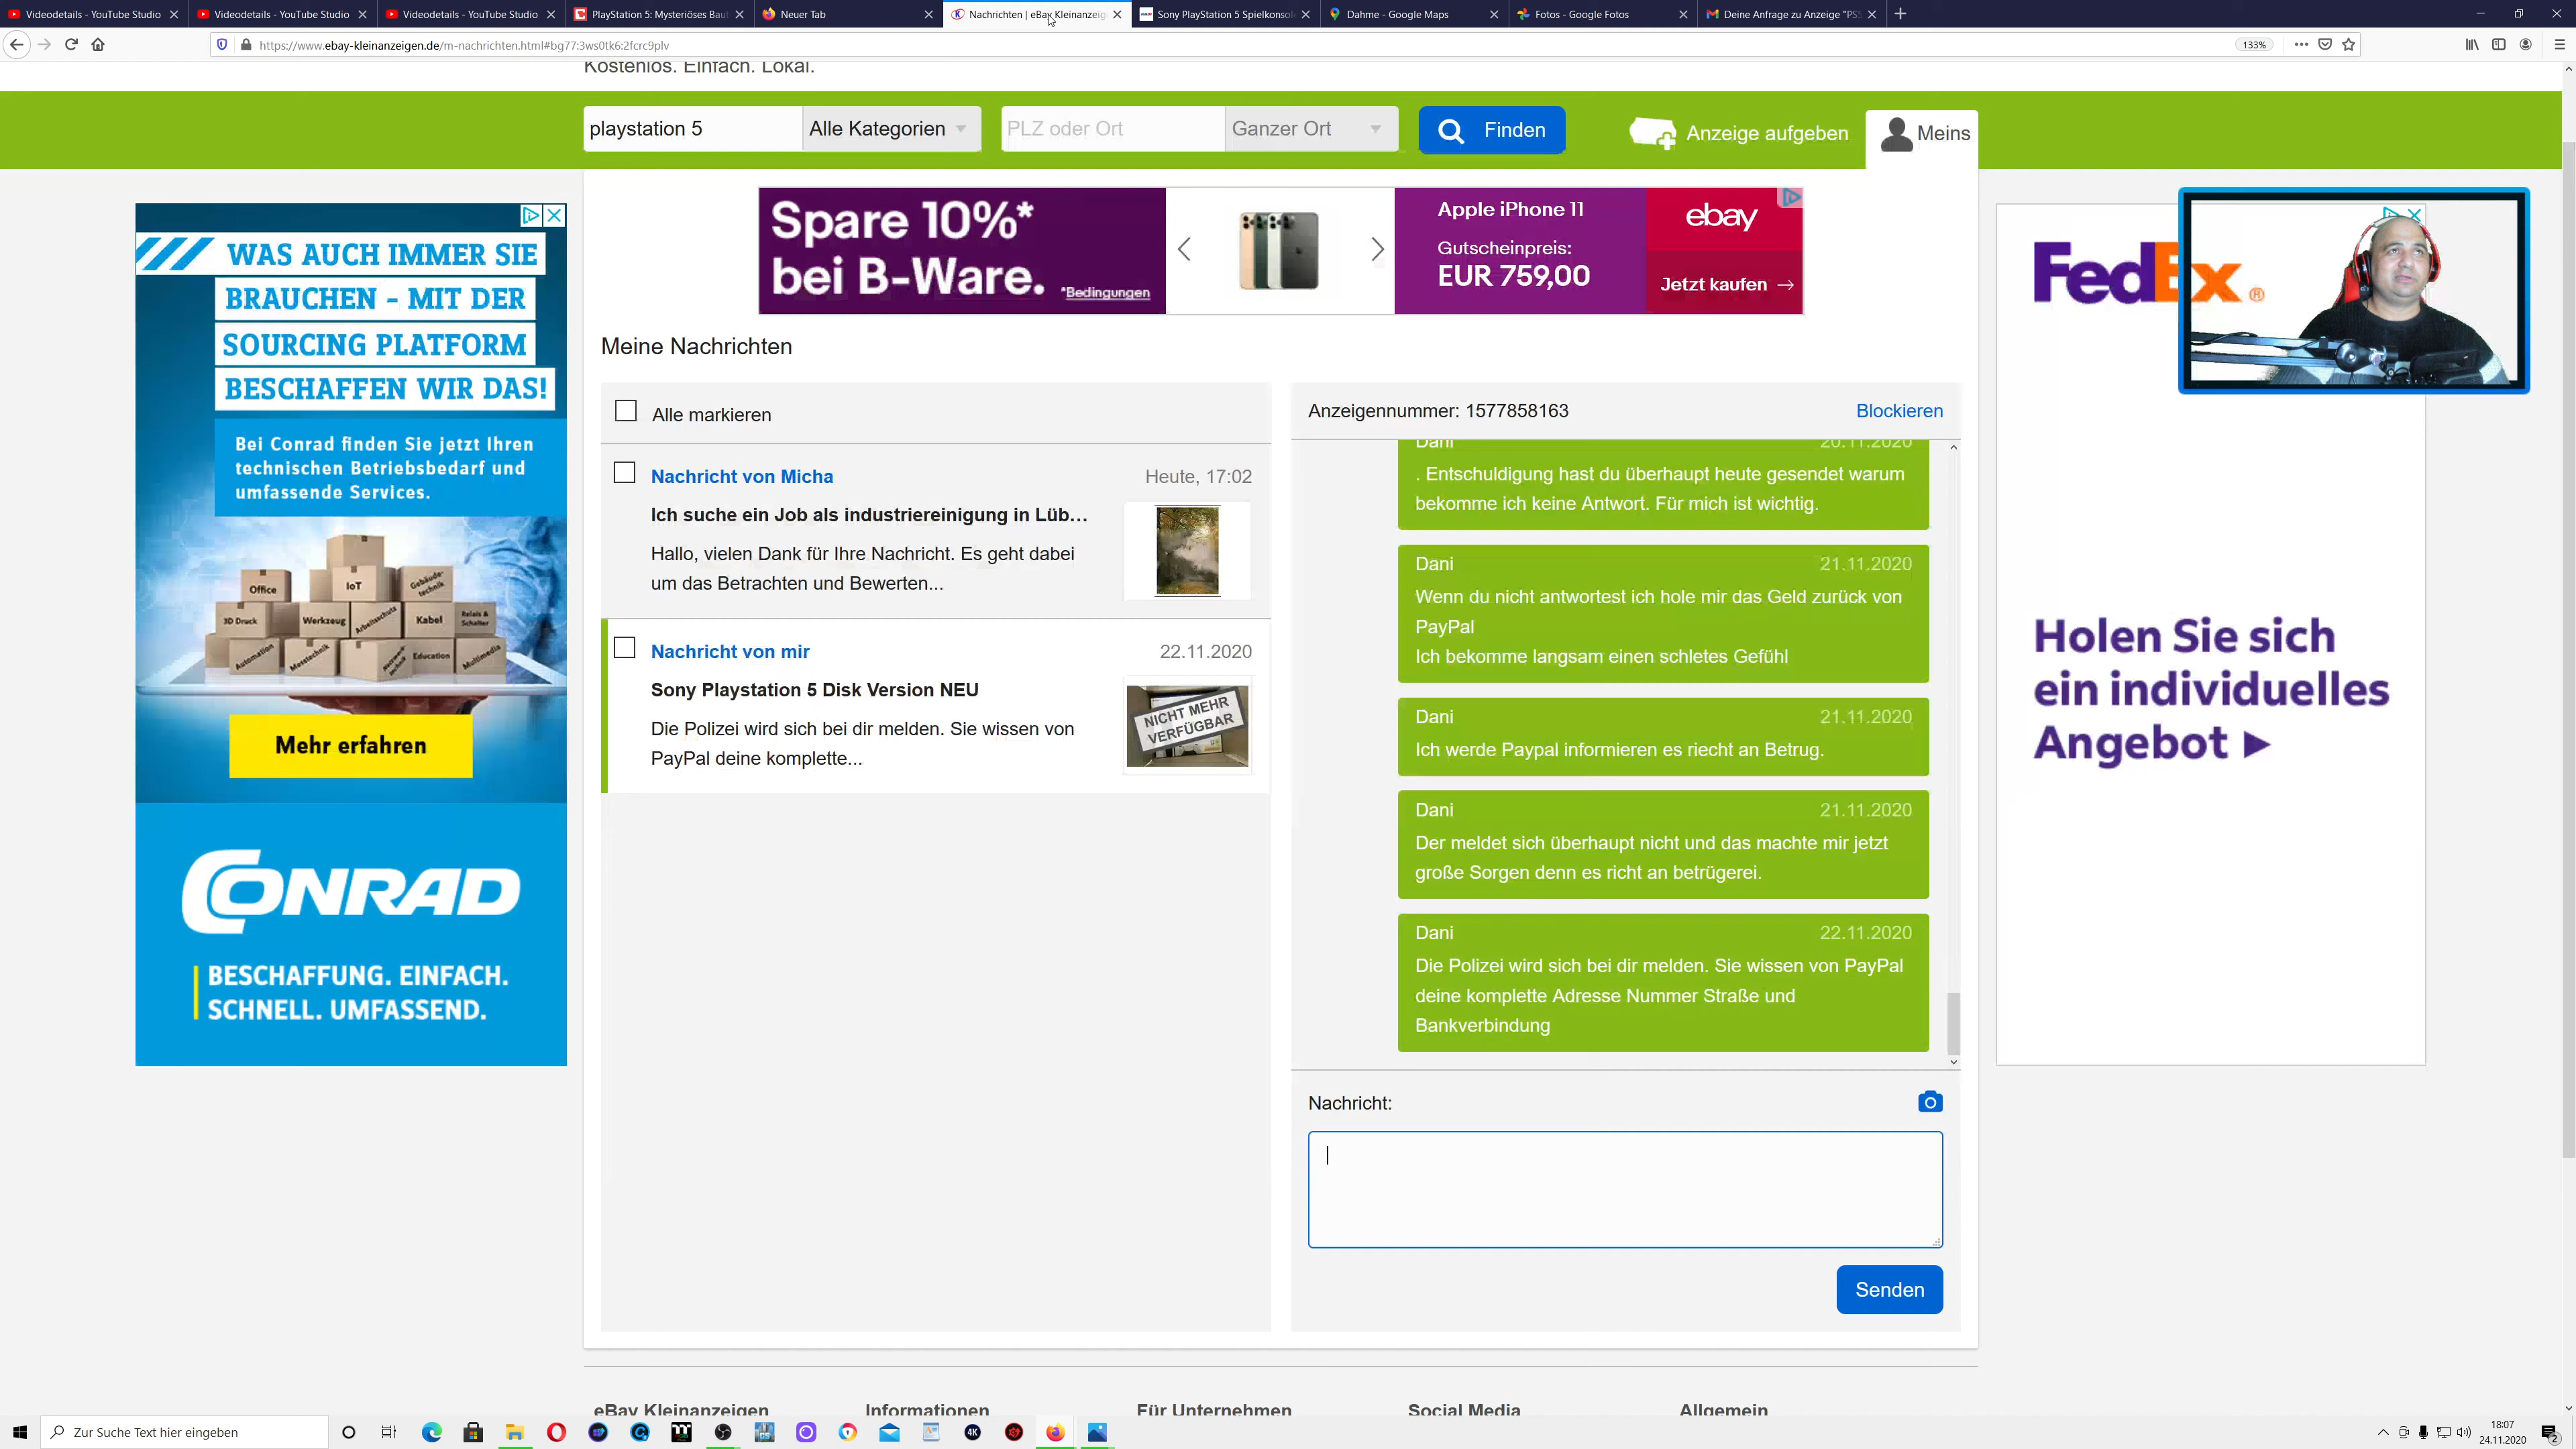 Videodetails - YouTube Studio
Videodetails - YouTube Studio
Videodetails - YouTube Studio
PlayStation 5: Mysteriöses Baut
Neuer Tab
Nachrichten | eBay Kleinanzeige
Sony PlayStation 5 Spielkonsole
Dahme - Google Maps
Fotos - Google Fotos
Deine Anfrage zu Anzeige "PS5
https://www.ebay-kleinanzeigen.de/m-nachrichten.html#bg77:3ws0tk6:2fcrc9plv
133%
Kostenlos. Einfach. Lokal.
playstation 5
Alle Kategorien
PLZ oder Ort
Ganzer Ort
Finden
Anzeige aufgeben
Meins
WAS AUCH IMMER SIE
BRAUCHEN - MIT DER
SOURCING PLATFORM
BESCHAFFEN WIR DAS!
Bei Conrad finden Sie jetzt Ihren
technischen Betriebsbedarf und
umfassende Services.
Office
IoT
Gebäude-
technik
3D Druck
Werkzeug
Arbeitsschutz
Kabel
Relais &
Schalter
Automation
Messtechnik
Education
Multimedia
Mehr erfahren
CONRAD
BESCHAFFUNG. EINFACH.
SCHNELL. UMFASSEND.
Spare 10%*
bei B-Ware.
*Bedingungen
Apple iPhone 11
Gutscheinpreis:
EUR 759,00
ebay
Jetzt kaufen →
Meine Nachrichten
Alle markieren
Nachricht von Micha
Heute, 17:02
Ich suche ein Job als industriereinigung in Lüb...
Hallo, vielen Dank für Ihre Nachricht. Es geht dabei
um das Betrachten und Bewerten...
Nachricht von mir
22.11.2020
Sony Playstation 5 Disk Version NEU
Die Polizei wird sich bei dir melden. Sie wissen von
PayPal deine komplette...
NICHT MEHR
VERFÜGBAR
Anzeigennummer: 1577858163
Blockieren
Dani
20.11.2020
. Entschuldigung hast du überhaupt heute gesendet warum
bekomme ich keine Antwort. Für mich ist wichtig.
Dani
21.11.2020
Wenn du nicht antwortest ich hole mir das Geld zurück von
PayPal
Ich bekomme langsam einen schletes Gefühl
Dani
21.11.2020
Ich werde Paypal informieren es riecht an Betrug.
Dani
21.11.2020
Der meldet sich überhaupt nicht und das machte mir jetzt
große Sorgen denn es richt an betrügerei.
Dani
22.11.2020
Die Polizei wird sich bei dir melden. Sie wissen von PayPal
deine komplette Adresse Nummer Straße und
Bankverbindung
Nachricht:
Senden
FedEx®
Holen Sie sich
ein individuelles
Angebot ►
eBay Kleinanzeigen
Informationen
Für Unternehmen
Social Media
Allgemein
Zur Suche Text hier eingeben
4K
18:07
24.11.2020
2